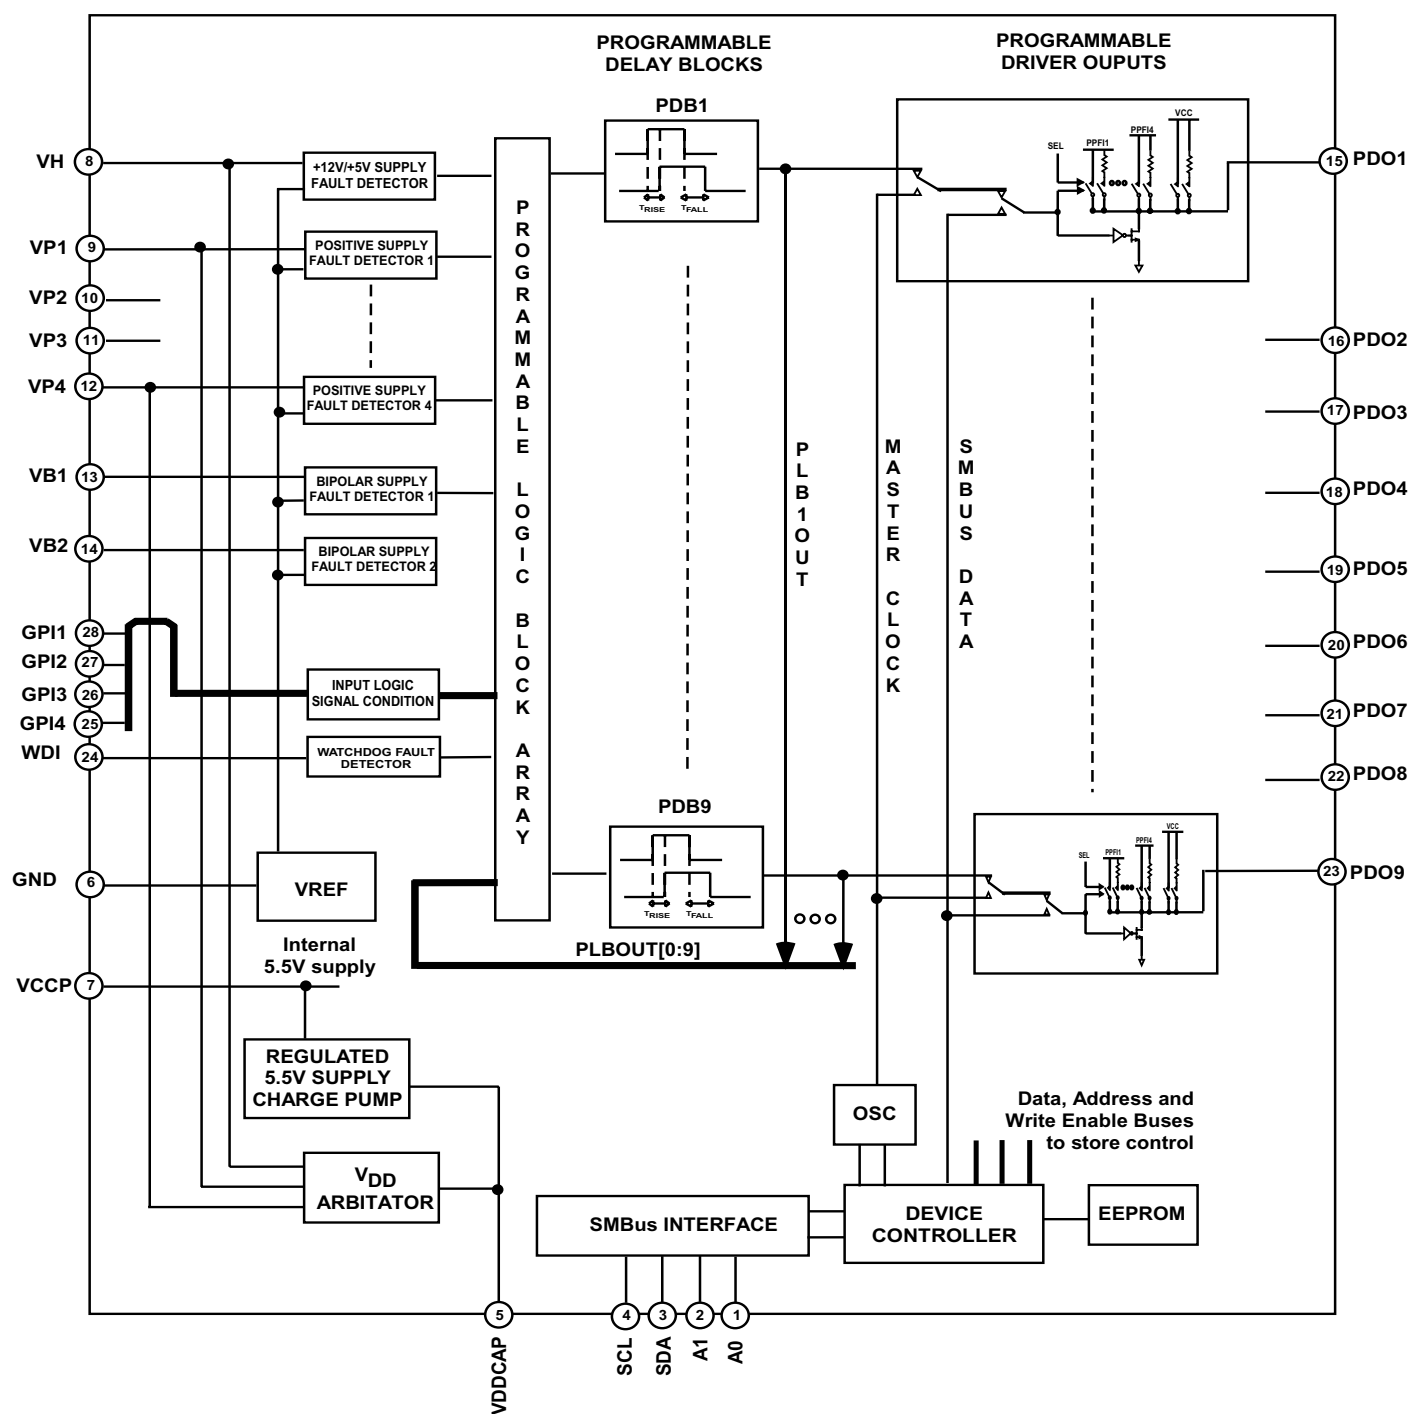 PROGRAMMABLE
DELAY BLOCKS
PROGRAMMABLE
DRIVER OUPUTS
PDB1
TRISE
TFALL
SEL
PPFI1
PPFI4
VCC
VH
8
+12V/+5V SUPPLY
FAULT DETECTOR
15
PDO1
VP1
9
POSITIVE SUPPLY
FAULT DETECTOR 1
VP2
10
VP3
11
16
PDO2
VP4
12
POSITIVE SUPPLY
FAULT DETECTOR 4
17
PDO3
VB1
13
BIPOLAR SUPPLY
FAULT DETECTOR 1
18
PDO4
VB2
14
BIPOLAR SUPPLY
FAULT DETECTOR 2
19
PDO5
GPI1
28
GPI2
27
GPI3
26
GPI4
25
INPUT LOGIC
SIGNAL CONDITION
20
PDO6
21
PDO7
WDI
24
WATCHDOG FAULT
DETECTOR
22
PDO8
PROGRAMMABLE LOGIC BLOCK ARRAY
PLB1OUT
MASTER CLOCK
SMBUS DATA
PDB9
TRISE
TFALL
SEL
PPFI1
PPFI4
VCC
23
PDO9
GND
6
VREF
PLBOUT[0:9]
Internal
5.5V supply
VCCP
7
REGULATED
5.5V SUPPLY
CHARGE PUMP
OSC
Data, Address and
Write Enable Buses
to store control
VDD
ARBITATOR
SMBus INTERFACE
DEVICE
CONTROLLER
EEPROM
5
4
3
2
1
VDDCAP
SCL
SDA
A1
A0